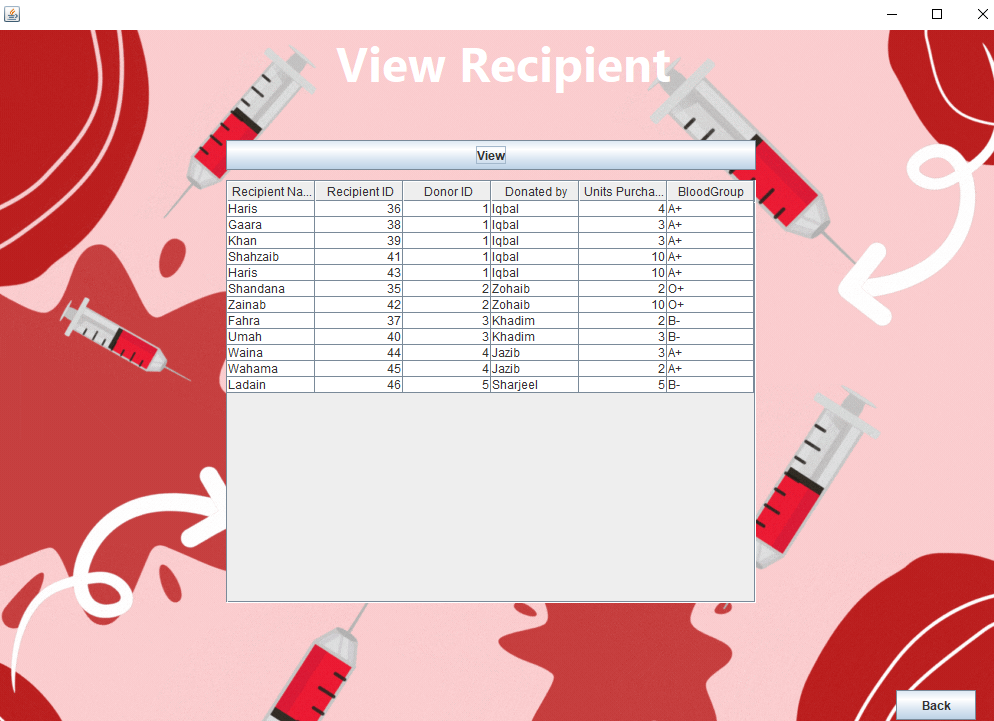 View Recipient
View
Recipient Na... Recipient ID Donor ID Donated by Units Purcha... BloodGroup
Haris 36 1 Iqbal 4 A+
Gaara 38 1 Iqbal 3 A+
Khan 39 1 Iqbal 3 A+
Shahzaib 41 1 Iqbal 10 A+
Haris 43 1 Iqbal 10 A+
Shandana 35 2 Zohaib 2 O+
Zainab 42 2 Zohaib 10 O+
Fahra 37 3 Khadim 2 B-
Umah 40 3 Khadim 3 B-
Waina 44 4 Jazib 3 A+
Wahama 45 4 Jazib 2 A+
Ladain 46 5 Sharjeel 5 B-
Back